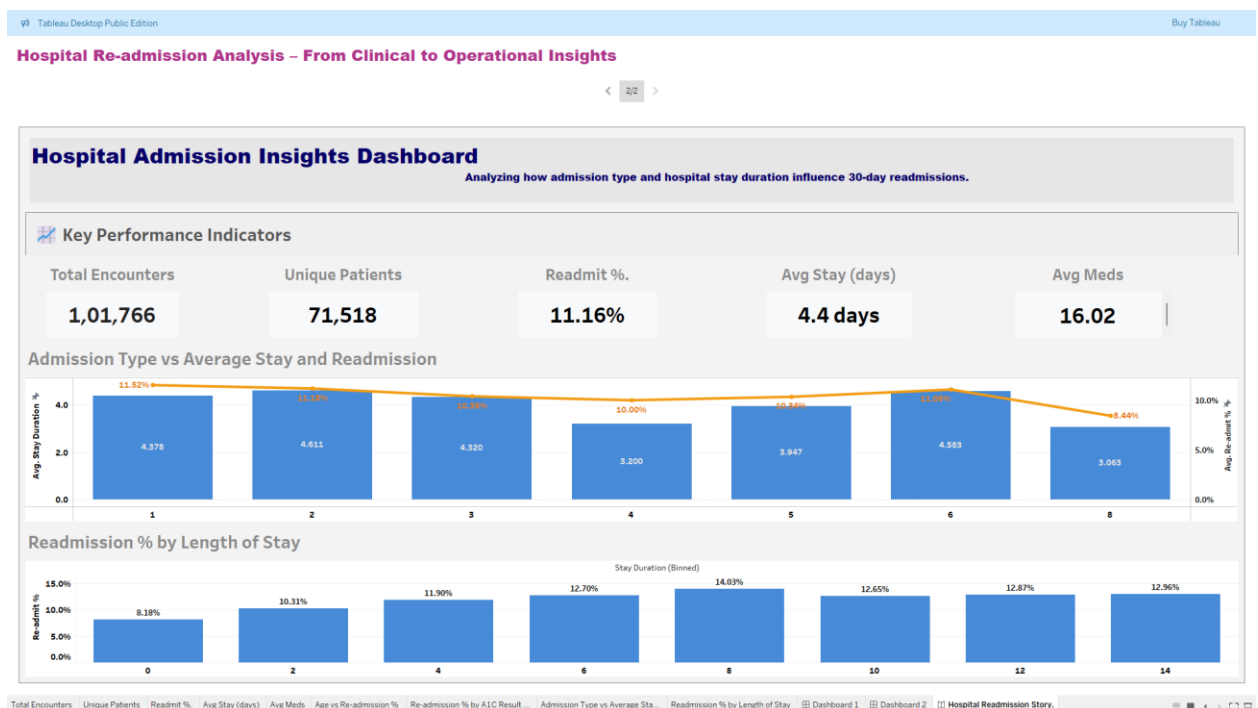 Tableau Desktop Public Edition
Buy Tableau
Hospital Re-admission Analysis – From Clinical to Operational Insights
2/2
Hospital Admission Insights Dashboard
Analyzing how admission type and hospital stay duration influence 30-day readmissions.
Key Performance Indicators
Total Encounters Unique Patients Readmit %. Avg Stay (days) Avg Meds
1,01,766 71,518 11.16% 4.4 days 16.02
Admission Type vs Average Stay and Readmission
Avg. Stay Duration
4.0
2.0
0.0
11.52% 11.18% 10.00% 8.44%
4.378 4.611 4.320 3.200 3.947 4.583 3.063
10.0%
5.0%
0.0%
Avg. Re-admit %
1 2 3 4 5 6 8
Readmission % by Length of Stay
Stay Duration (Binned)
Re-admit %
15.0%
10.0%
5.0%
0.0%
8.18% 10.31% 11.90% 12.70% 14.03% 12.65% 12.87% 12.96%
0 2 4 6 8 10 12 14
Total Encounters Unique Patients Readmit %. Avg Stay (days) Avg Meds Age vs Re-admission % Re-admission % by A1C Result ... Admission Type vs Average Sta... Readmission % by Length of Stay Dashboard 1 Dashboard 2 Hospital Readmission Story.